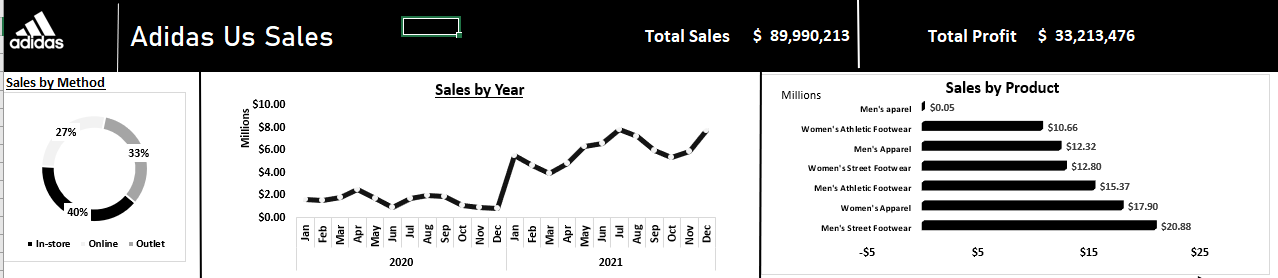 adidas
Adidas Us Sales
Total Sales $ 89,990,213
Total Profit $ 33,213,476
Sales by Method
27%
33%
40%
In-store Online Outlet
Sales by Year
Millions
$10.00
$8.00
$6.00
$4.00
$2.00
$0.00
Jan Feb Mar Apr May Jun Jul Aug Sep Oct Nov Dec Jan Feb Mar Apr May Jun Jul Aug Sep Oct Nov Dec
2020 2021
Sales by Product
Millions
Men's aparel $0.05
Women's Athletic Footwear $10.66
Men's Apparel $12.32
Women's Street Footwear $12.80
Men's Athletic Footwear $15.37
Women's Apparel $17.90
Men's Street Footwear $20.88
-$5 $5 $15 $25